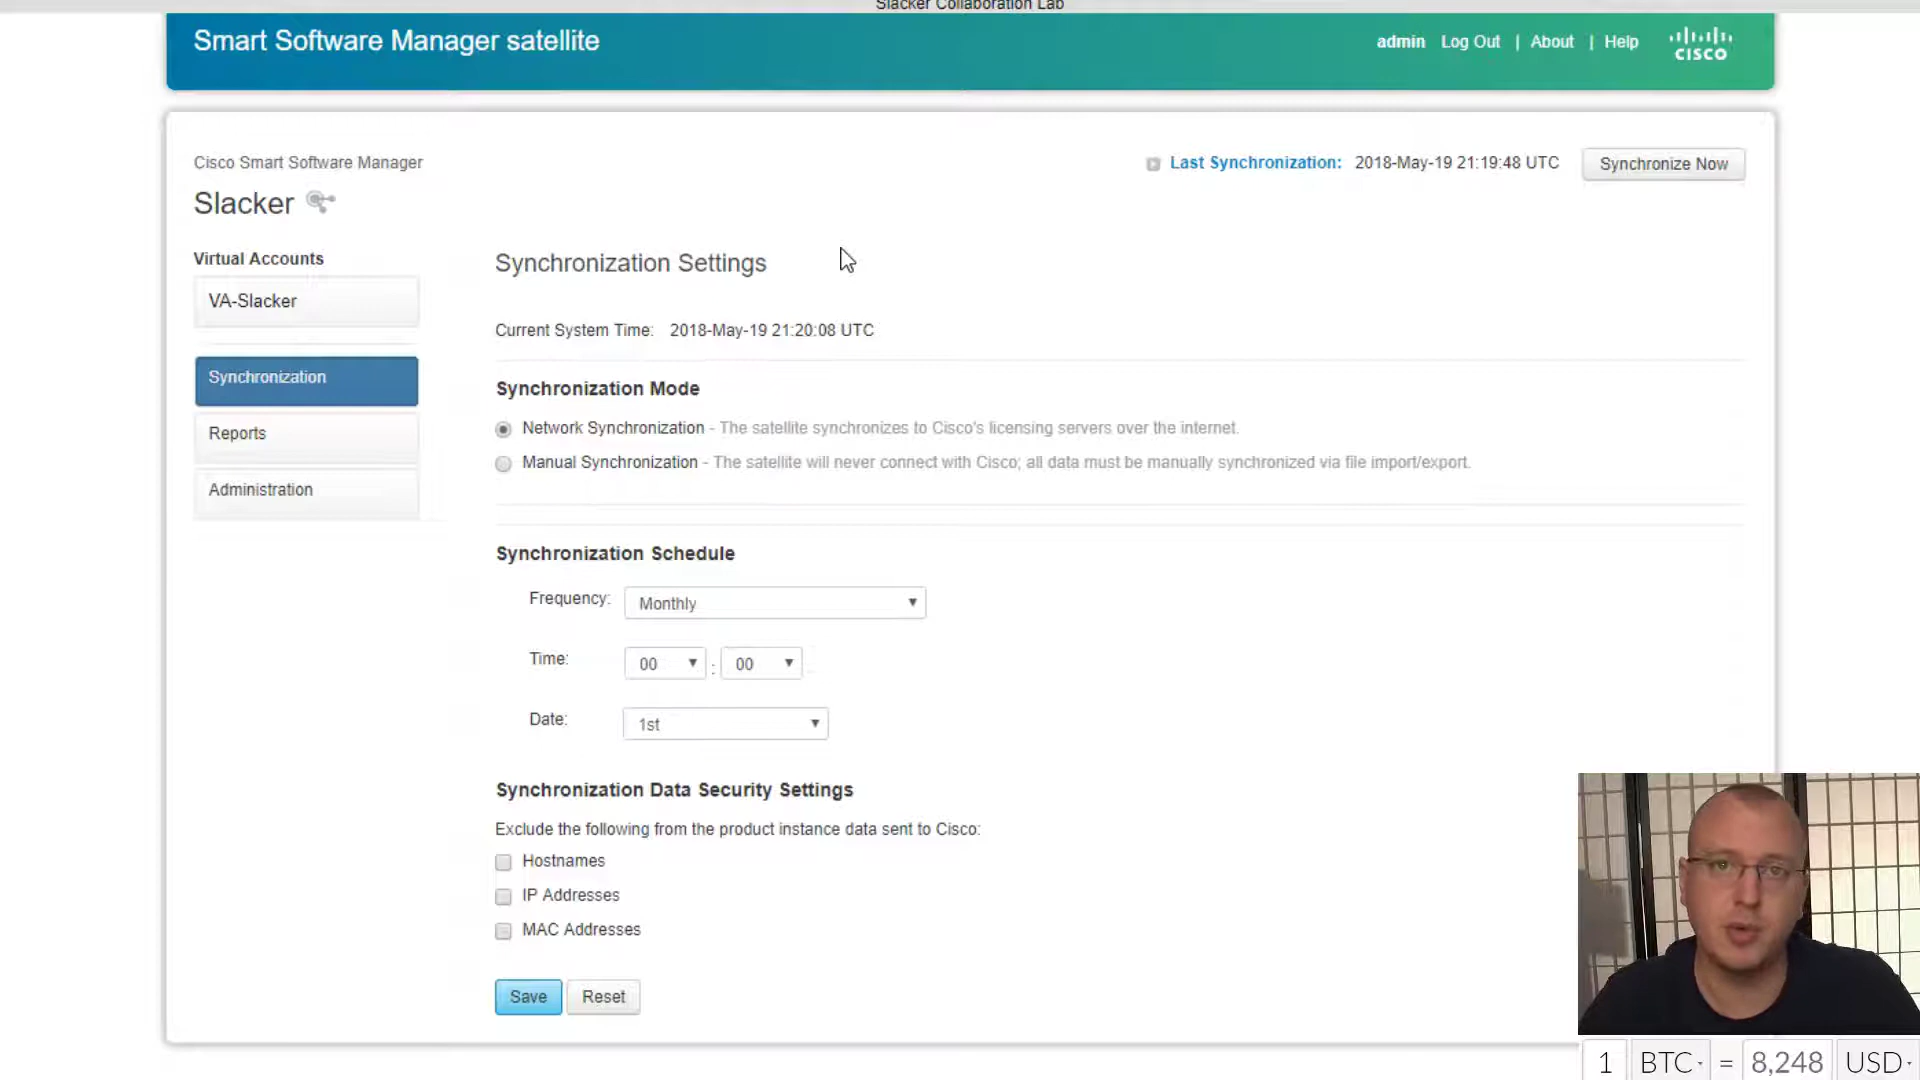 Slacker Collaboration Lab
Smart Software Manager satellite
admin Log Out | About | Help
CISCO
Cisco Smart Software Manager
Last Synchronization: 2018-May-19 21:19:48 UTC
Synchronize Now
Slacker
Virtual Accounts
VA-Slacker
Synchronization
Reports
Administration
Synchronization Settings
Current System Time: 2018-May-19 21:20:08 UTC
Synchronization Mode
Network Synchronization - The satellite synchronizes to Cisco's licensing servers over the internet.
Manual Synchronization - The satellite will never connect with Cisco; all data must be manually synchronized via file import/export.
Synchronization Schedule
Frequency: Monthly
Time: 00 : 00
Date: 1st
Synchronization Data Security Settings
Exclude the following from the product instance data sent to Cisco:
Hostnames
IP Addresses
MAC Addresses
Save Reset
1 BTC = 8,248 USD